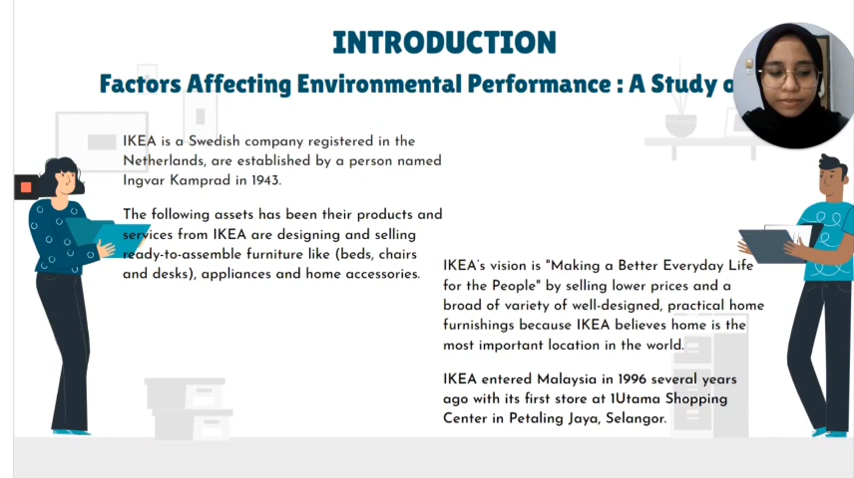 INTRODUCTION
Factors Affecting Environmental Performance : A Study
IKEA is a Swedish company registered in the
Netherlands, are established by a person named
Ingvar Kamprad in 1943.
The following assets has been their products and
services from IKEA are designing and selling
ready-to-assemble furniture like (beds, chairs
and desks), appliances and home accessories.
IKEA's vision is "Making a Better Everyday Life
for the People" by selling lower prices and a
broad of variety of well-designed, practical home
furnishings because IKEA believes home is the
most important location in the world.
IKEA entered Malaysia in 1996 several years
ago with its first store at 1Utama Shopping
Center in Petaling Jaya, Selangor.